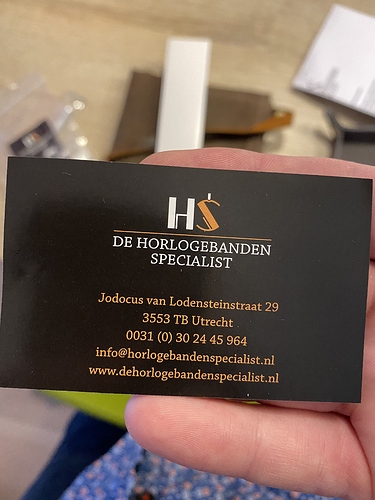 HS
DE HORLOGEBANDEN
SPECIALIST
Jodocus van Lodensteinstraat 29
3553 TB Utrecht
0031 (0) 30 24 45 964
info@horlogebandenspecialist.nl
www.dehorlogebandenspecialist.nl